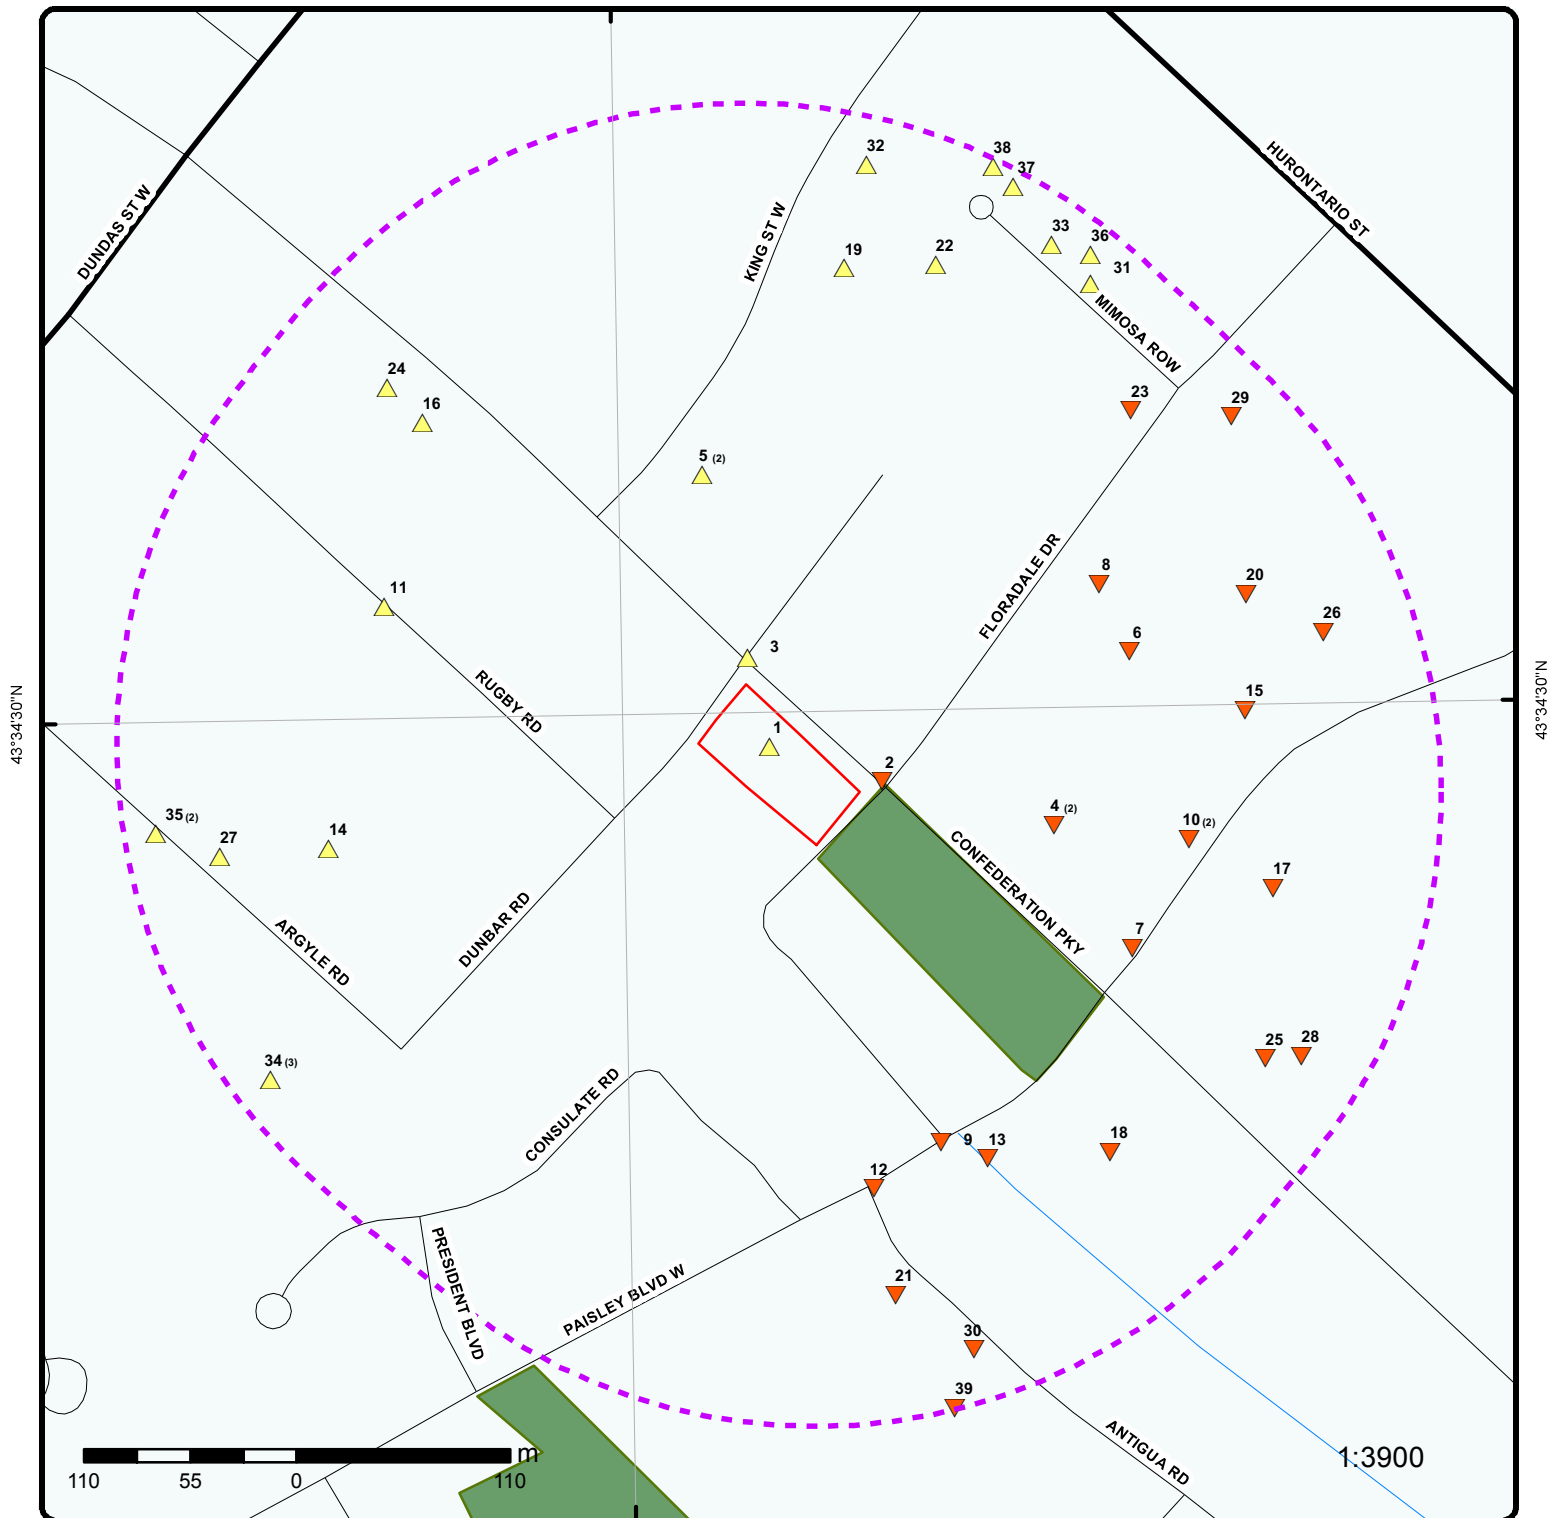 38
32
37
HURONTARIO ST
DUNDAS ST W
KING ST W
33
36
19
22
31
MIMOSA ROW
24
16
23
29
5 (2)
FLORADALE DR
8
20
11
26
6
3
43°34'30"N
RUGBY RD
15
43°34'30"N
1
2
4 (2)
35 (2)
27
14
10 (2)
CONFEDERATION PKY
17
ARGYLE RD
DUNBAR RD
7
34 (3)
25
28
CONSULATE RD
9
13
18
12
PRESIDENT BLVD
PAISLEY BLVD W
21
30
39
ANTIGUA RD
m
1:3900
110 55 0 110